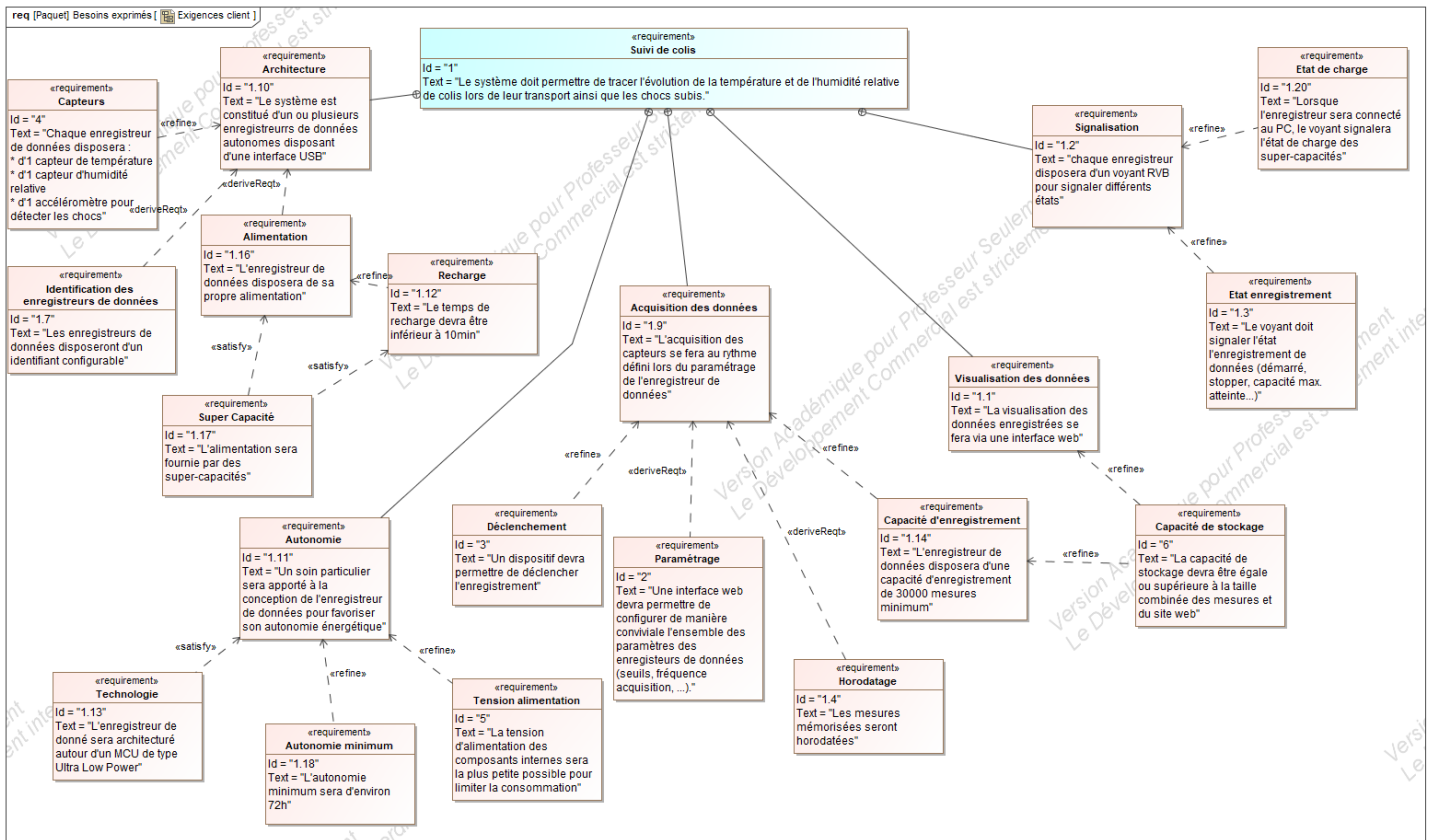 req [Paquet] Besoins exprimés [ Exigences client ]
«requirement»
Suivi de colis
Id = "1"
Text = "Le système doit permettre de tracer l'évolution de la température et de l'humidité relative
de colis lors de leur transport ainsi que les chocs subis."
«requirement»
Architecture
Id = "1.10"
Text = "Le système est
constitué d'un ou plusieurs
enregistreurrs de données
autonomes disposant
d'une interface USB"
«requirement»
Capteurs
Id = "4"
Text = "Chaque enregistreur
de données disposera :
* d'1 capteur de température
* d'1 capteur d'humidité
relative
* d'1 accéléromètre pour
détecter les chocs"
«refine»
«deriveReqt»
«deriveReqt»
«requirement»
Etat de charge
Id = "1.20"
Text = "Lorsque
l'enregistreur sera connecté
au PC, le voyant signalera
l'état de charge des
super-capacités"
«requirement»
Signalisation
Id = "1.2"
Text = "chaque enregistreur
disposera d'un voyant RVB
pour signaler différents
états"
«refine»
«refine»
«requirement»
Alimentation
Id = "1.16"
Text = "L'enregistreur de
données disposera de sa
propre alimentation"
«refine»
«requirement»
Recharge
Id = "1.12"
Text = "Le temps de
recharge devra être
inférieur à 10min"
«requirement»
Identification des
enregistreurs de données
Id = "1.7"
Text = "Les enregistreurs de
données disposeront d'un
identifiant configurable"
«satisfy»
«satisfy»
«requirement»
Super Capacité
Id = "1.17"
Text = "L'alimentation sera
fournie par des
super-capacités"
«requirement»
Acquisition des données
Id = "1.9"
Text = "L'acquisition des
capteurs se fera au rythme
défini lors du paramétrage
de l'enregistreur de
données"
«requirement»
Etat enregistrement
Id = "1.3"
Text = "Le voyant doit
signaler l'état
l'enregistrement de
données (démarré,
stopper, capacité max.
atteinte...)"
«requirement»
Visualisation des données
Id = "1.1"
Text = "La visualisation des
données enregistrées se
fera via une interface web"
«refine»
«deriveReqt»
«refine»
«refine»
«deriveReqt»
«refine»
«requirement»
Autonomie
Id = "1.11"
Text = "Un soin particulier
sera apporté à la
conception de l'enregistreur
de données pour favoriser
son autonomie énergétique"
«requirement»
Déclenchement
Id = "3"
Text = "Un dispositif devra
permettre de déclencher
l'enregistrement"
«requirement»
Paramétrage
Id = "2"
Text = "Une interface web
devra permettre de
configurer de manière
conviviale l'ensemble des
paramètres des
enregisteurs de données
(seuils, fréquence
acquisition, ...)."
«requirement»
Capacité d'enregistrement
Id = "1.14"
Text = "L'enregistreur de
données disposera d'une
capacité d'enregistrement
de 30000 mesures
minimum"
«requirement»
Capacité de stockage
Id = "6"
Text = "La capacité de
stockage devra être égale
ou supérieure à la taille
combinée des mesures et
du site web"
«satisfy»
«refine»
«refine»
«requirement»
Technologie
Id = "1.13"
Text = "L'enregistreur de
donné sera architecturé
autour d'un MCU de type
Ultra Low Power"
«requirement»
Autonomie minimum
Id = "1.18"
Text = "L'autonomie
minimum sera d'environ
72h"
«requirement»
Tension alimentation
Id = "5"
Text = "La tension
d'alimentation des
composants internes sera
la plus petite possible pour
limiter la consommation"
«requirement»
Horodatage
Id = "1.4"
Text = "Les mesures
mémorisées seront
horodatées"